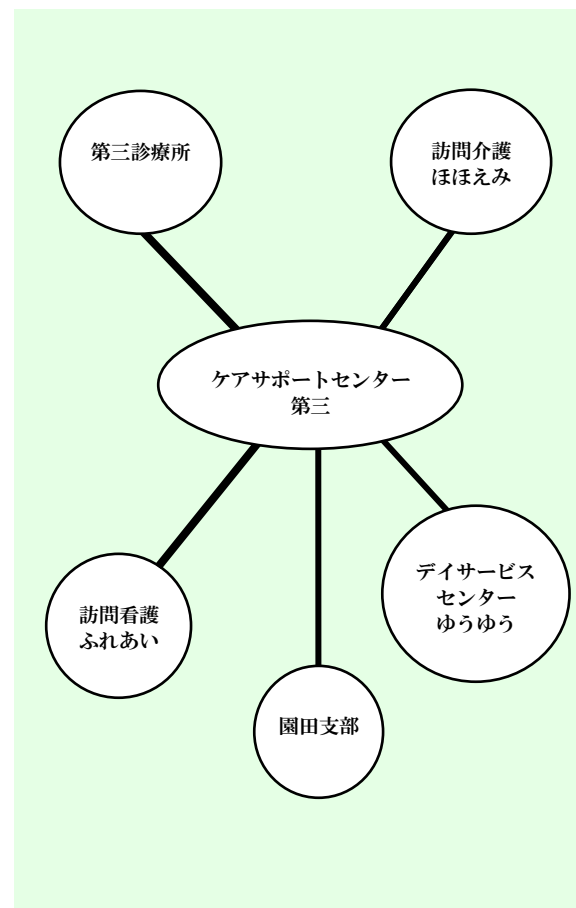 第三診療所
訪問介護
ほほえみ
ケアサポートセンター
第三
訪問看護
ふれあい
園田支部
デイサービス
センター
ゆうゆう